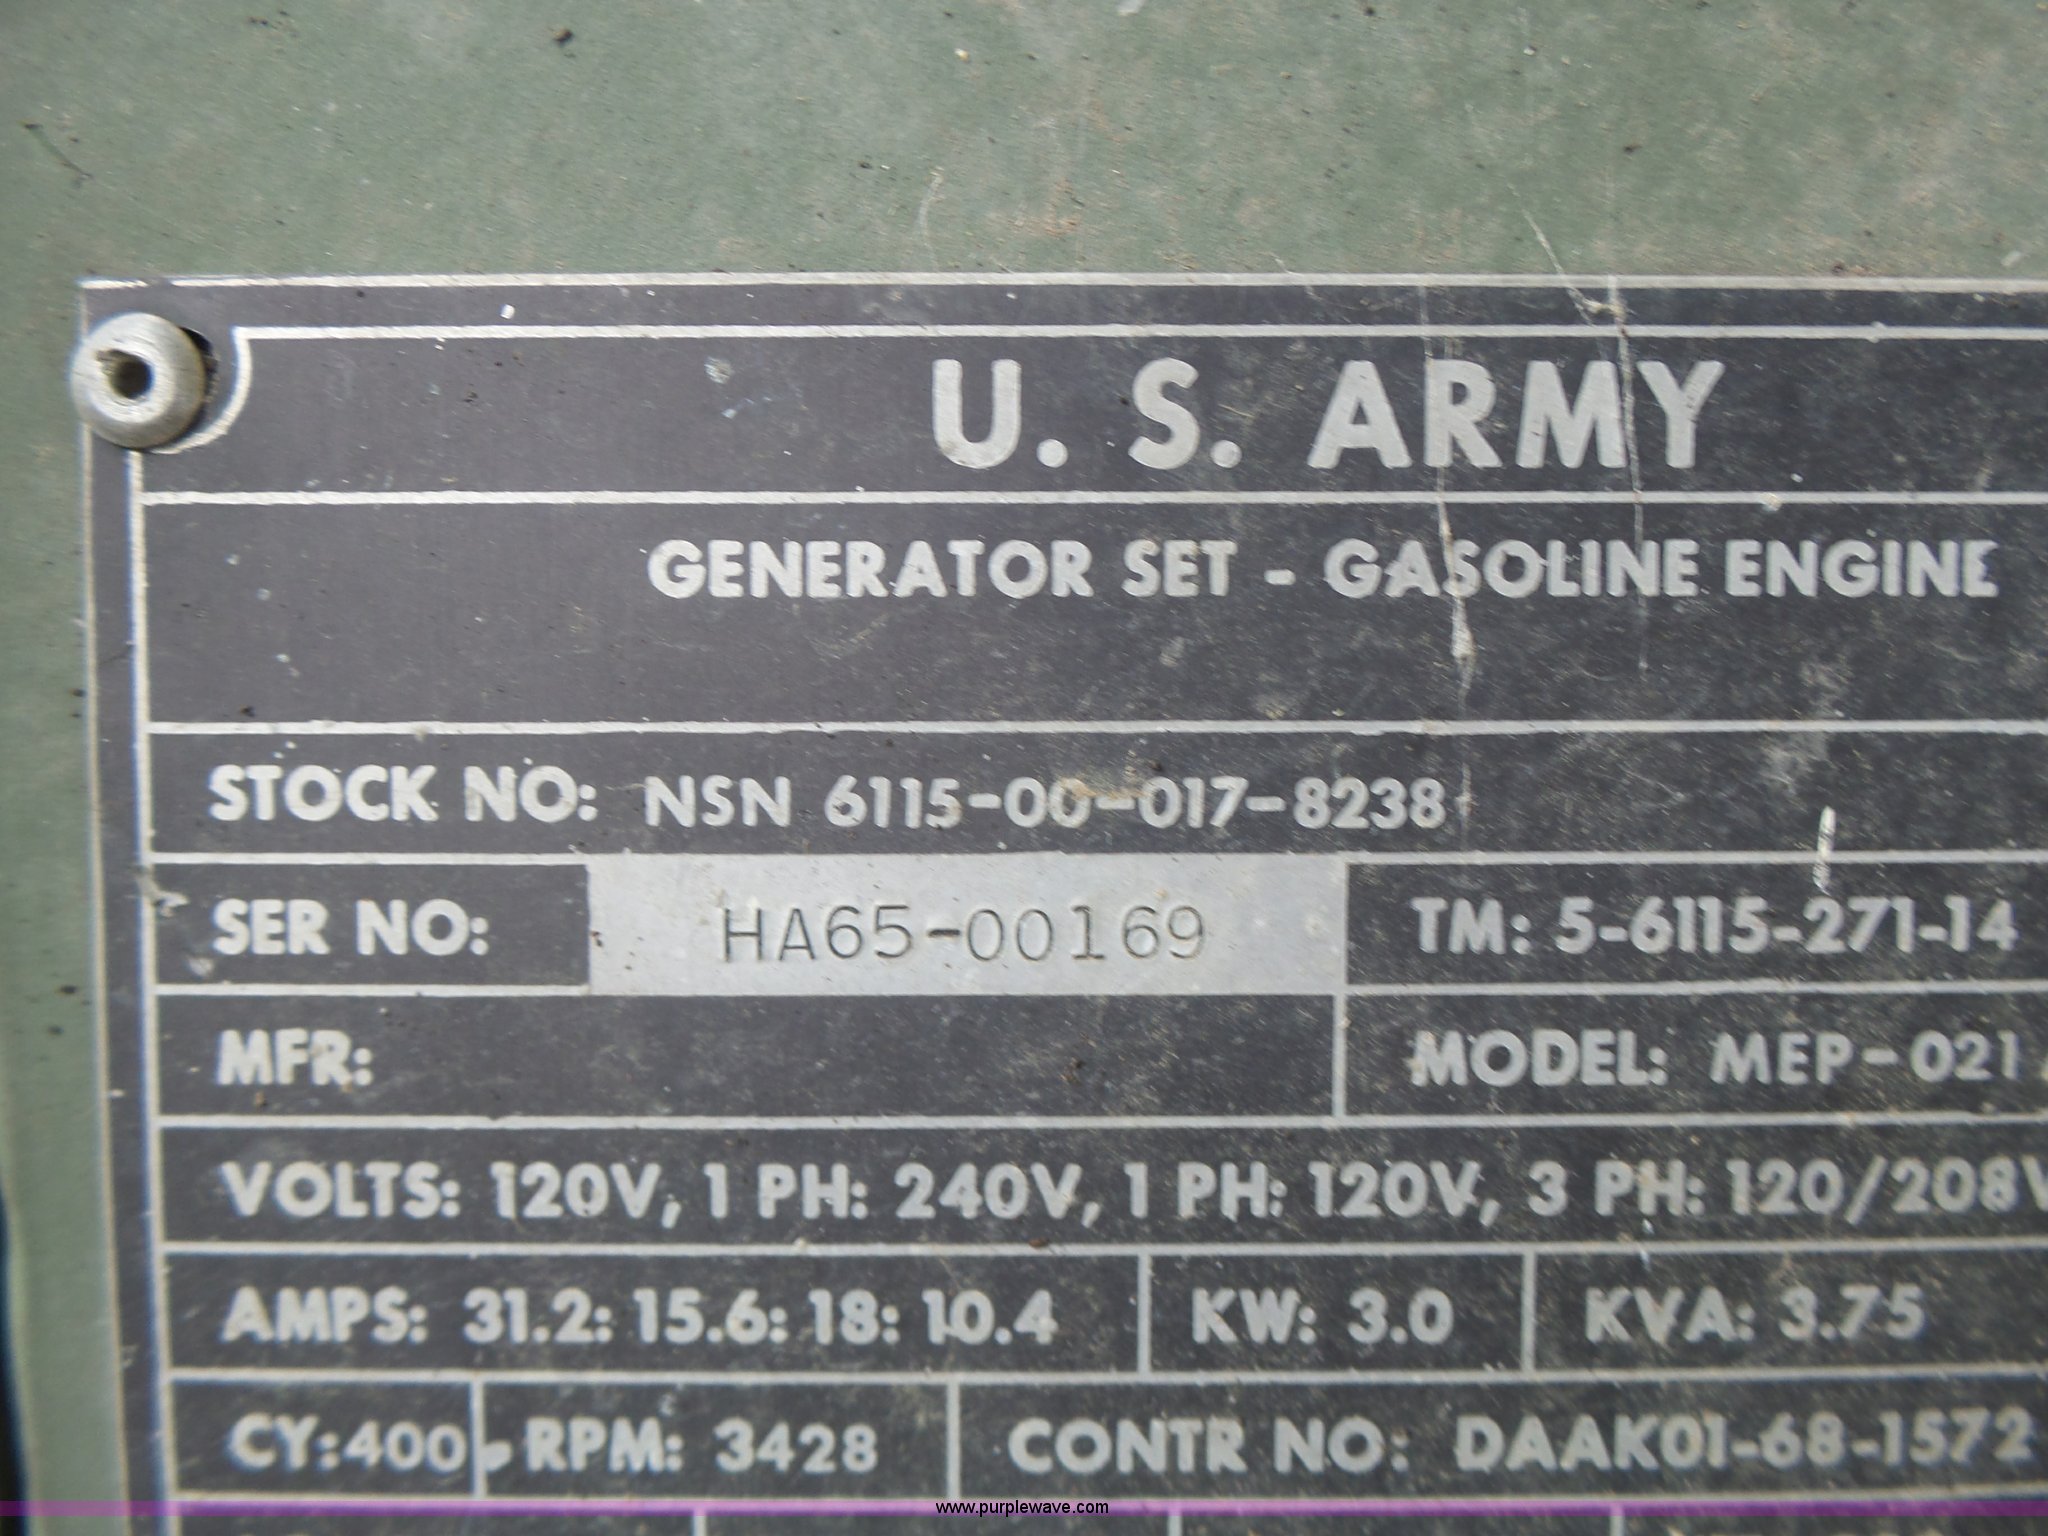 U. S. ARMY
GENERATOR SET - GASOLINE ENGINE
STOCK NO: NSN 6115-00-017-8238
SER NO: HA65-00169 TM: 5-6115-271-14
MFR: MODEL: MEP-021
VOLTS: 120V, 1 PH: 240V, 1 PH: 120V, 3 PH: 120/208V
AMPS: 31.2: 15.6: 18: 10.4 KW: 3.0 KVA: 3.75
CY:400 RPM: 3428 CONTR NO: DAAK01-68-1572
www.purplewave.com